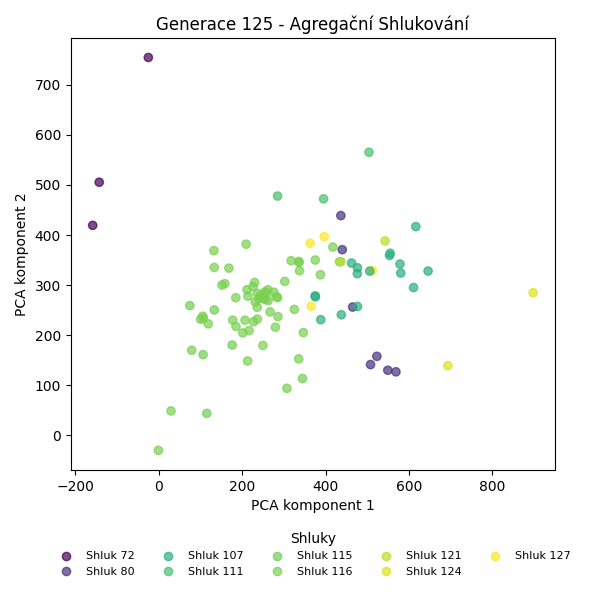 Generace 125 - Agregační Shlukování
700
600
500
400
300
200
100
0
PCA komponent 2
−200 0 200 400 600 800
PCA komponent 1
Shluky
Shluk 72 Shluk 107 Shluk 115 Shluk 121 Shluk 127
Shluk 80 Shluk 111 Shluk 116 Shluk 124